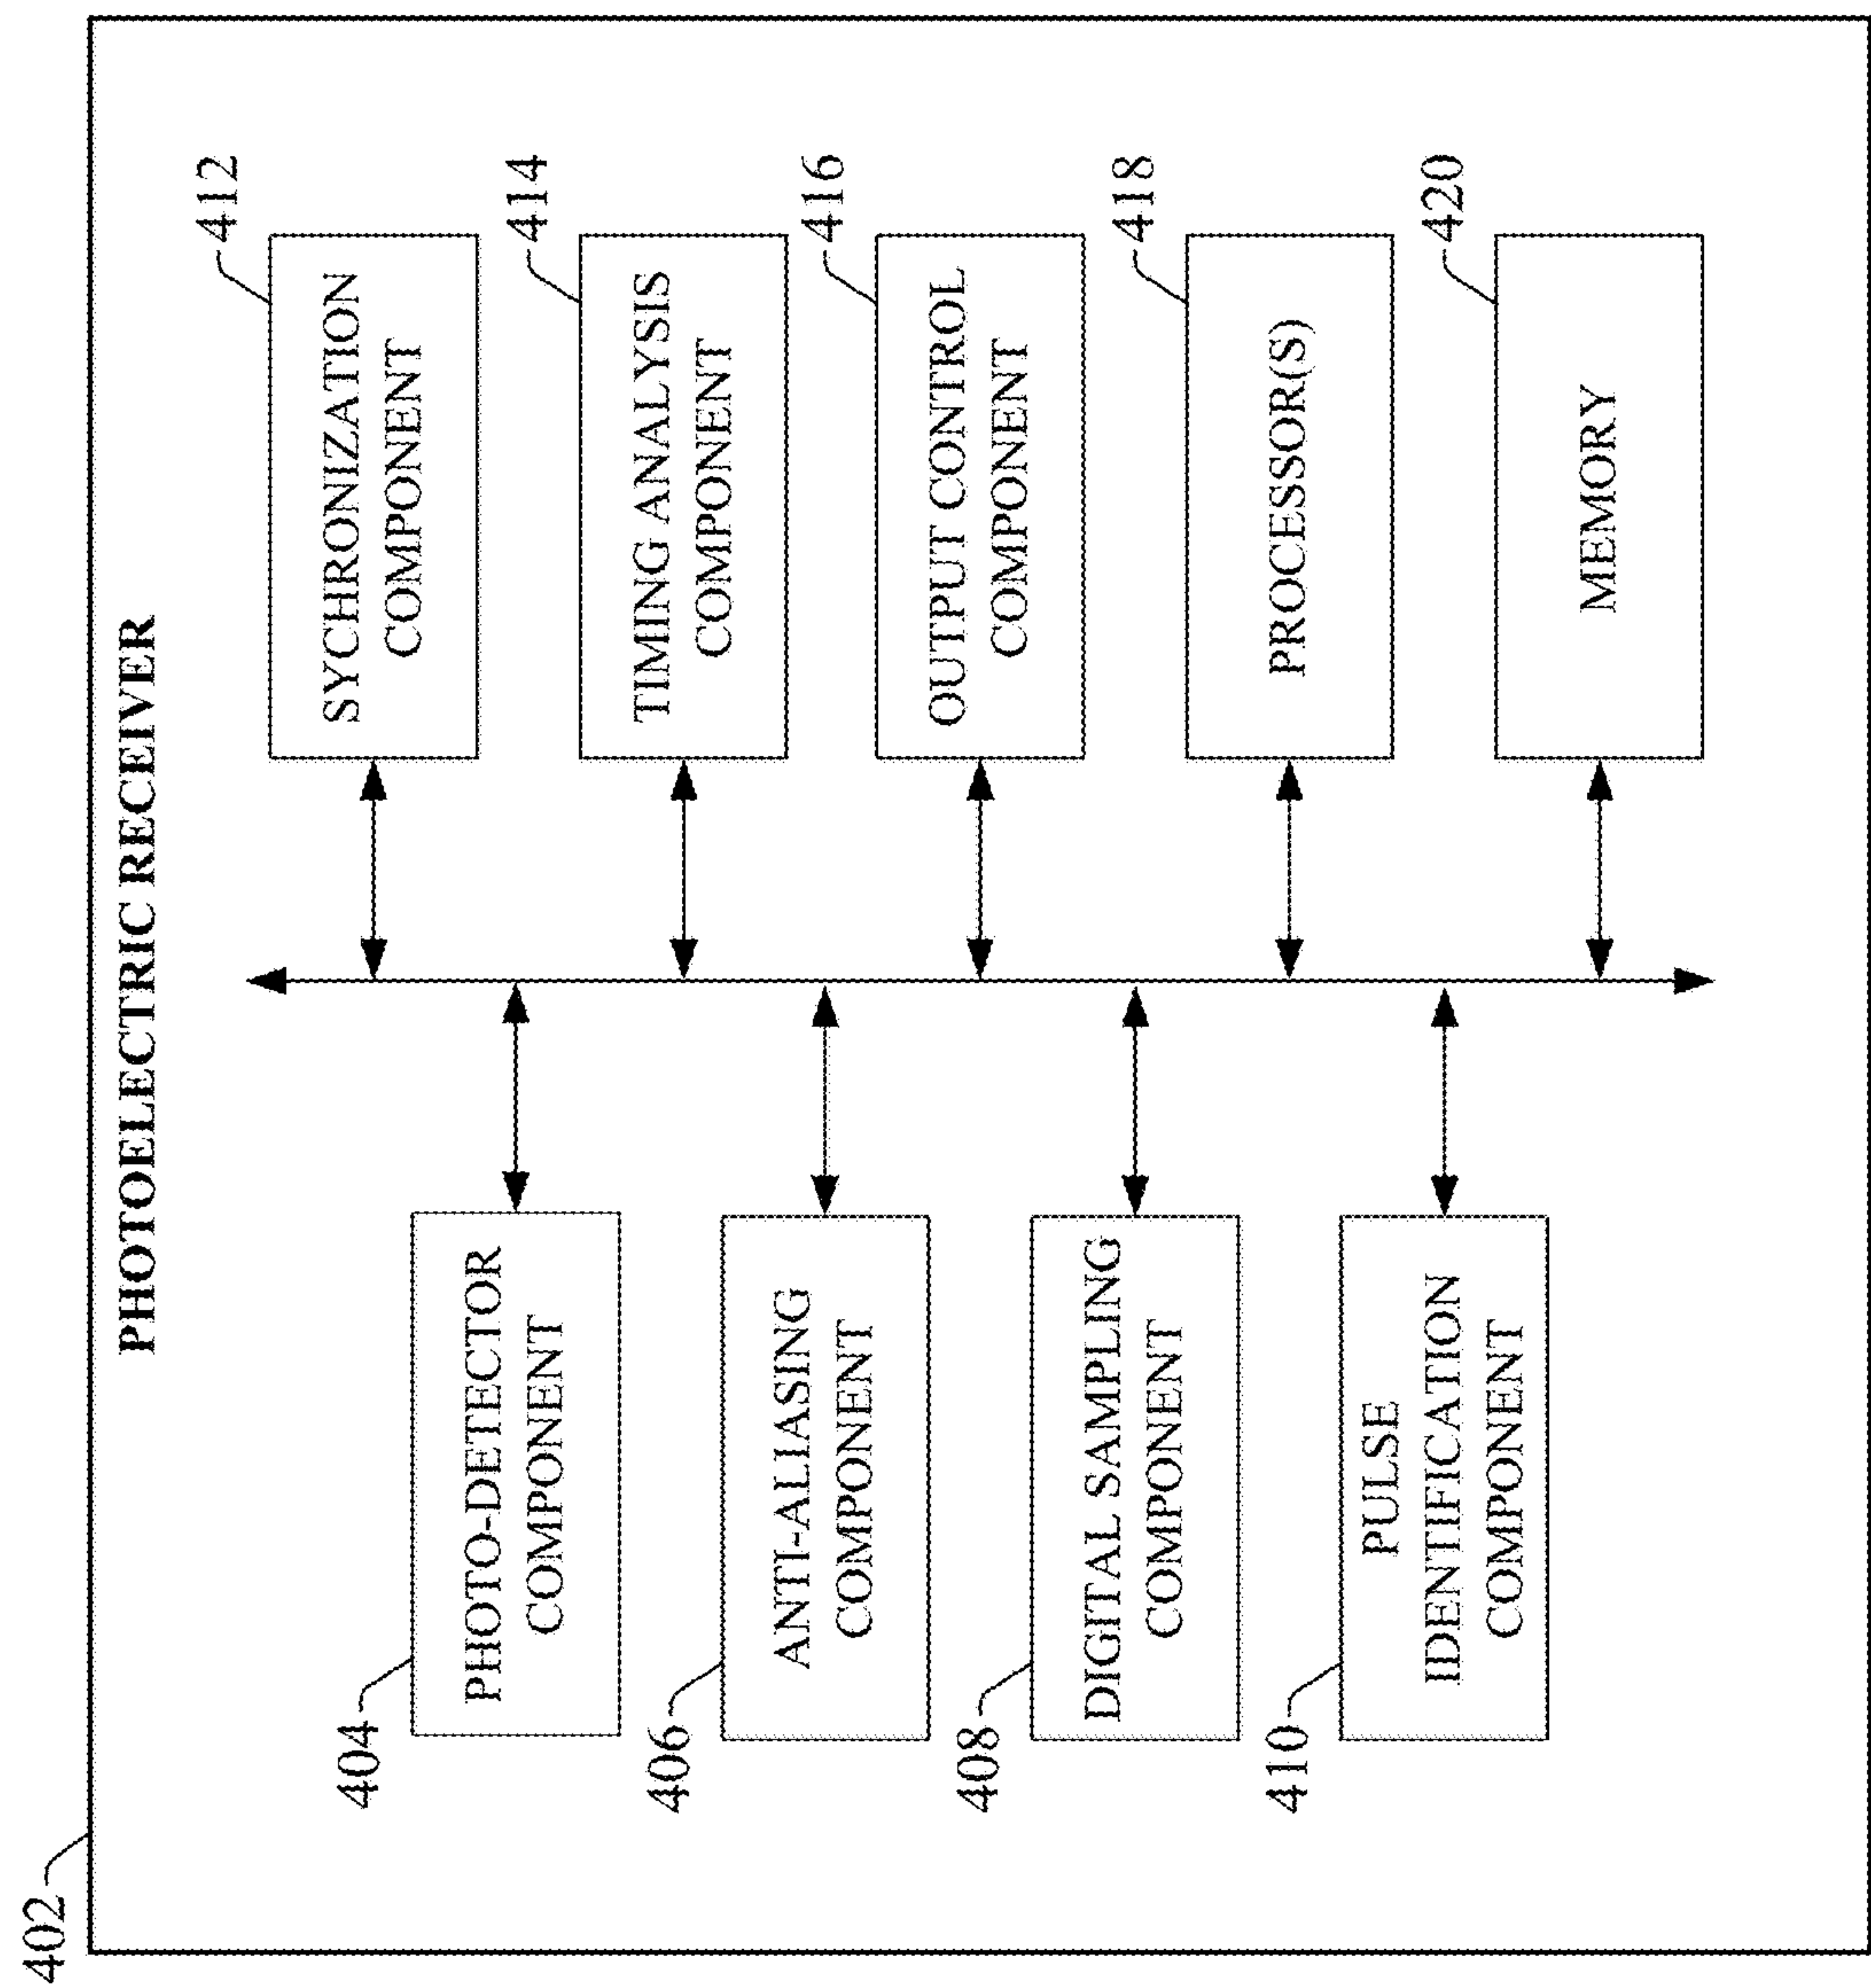 402
PHOTOELECTRIC RECEIVER
404
PHOTO-DETECTOR
COMPONENT
406
ANTI-ALIASING
COMPONENT
408
DIGITAL SAMPLING
COMPONENT
410
PULSE
IDENTIFICATION
COMPONENT
412
SYCHRONIZATION
COMPONENT
414
TIMING ANALYSIS
COMPONENT
416
OUTPUT CONTROL
COMPONENT
418
PROCESSOR(S)
420
MEMORY